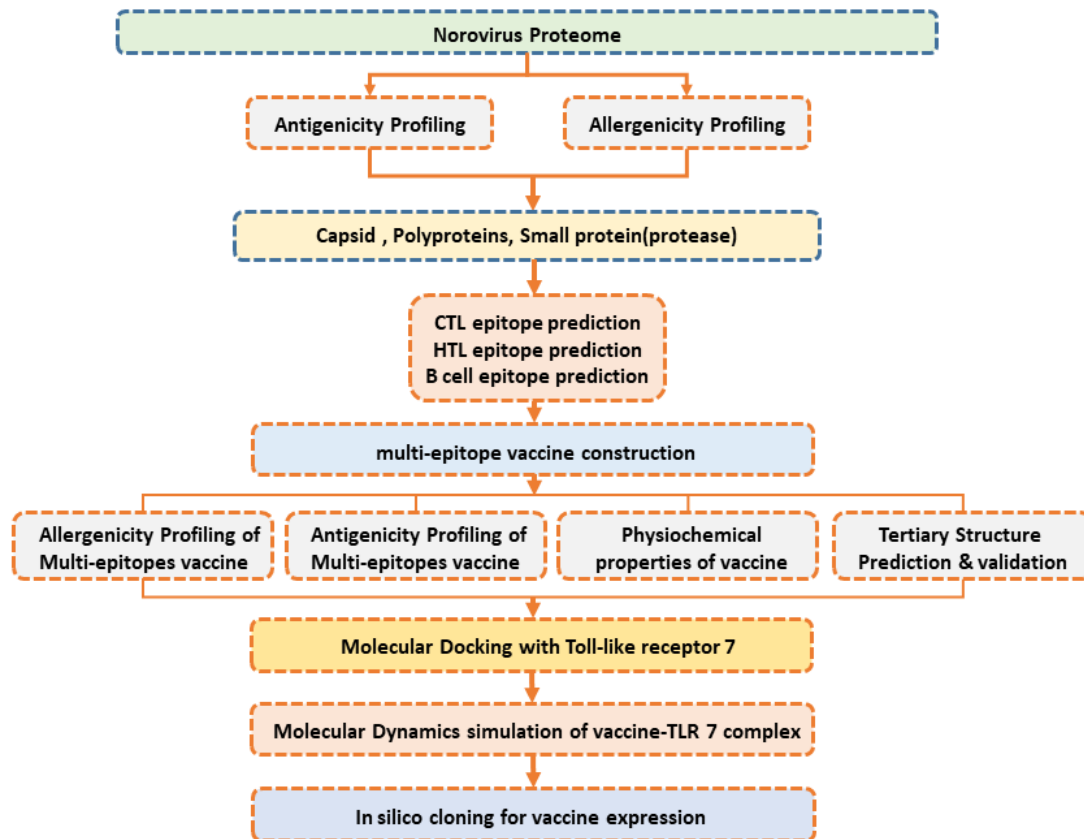 Norovirus Proteome
Antigenicity Profiling
Allergenicity Profiling
Capsid , Polyproteins, Small protein(protease)
CTL epitope prediction
HTL epitope prediction
B cell epitope prediction
multi-epitope vaccine construction
Allergenicity Profiling of
Multi-epitopes vaccine
Antigenicity Profiling of
Multi-epitopes vaccine
Physiochemical
properties of vaccine
Tertiary Structure
Prediction & validation
Molecular Docking with Toll-like receptor 7
Molecular Dynamics simulation of vaccine-TLR 7 complex
In silico cloning for vaccine expression